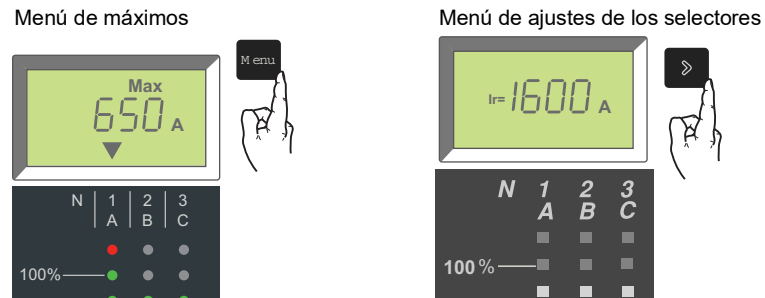 Menú de máximos
Menu
Max
650 A
N 1 2 3
A B C
100%
Menú de ajustes de los selectores
Ir= 1600 A
N 1 2 3
A B C
100%